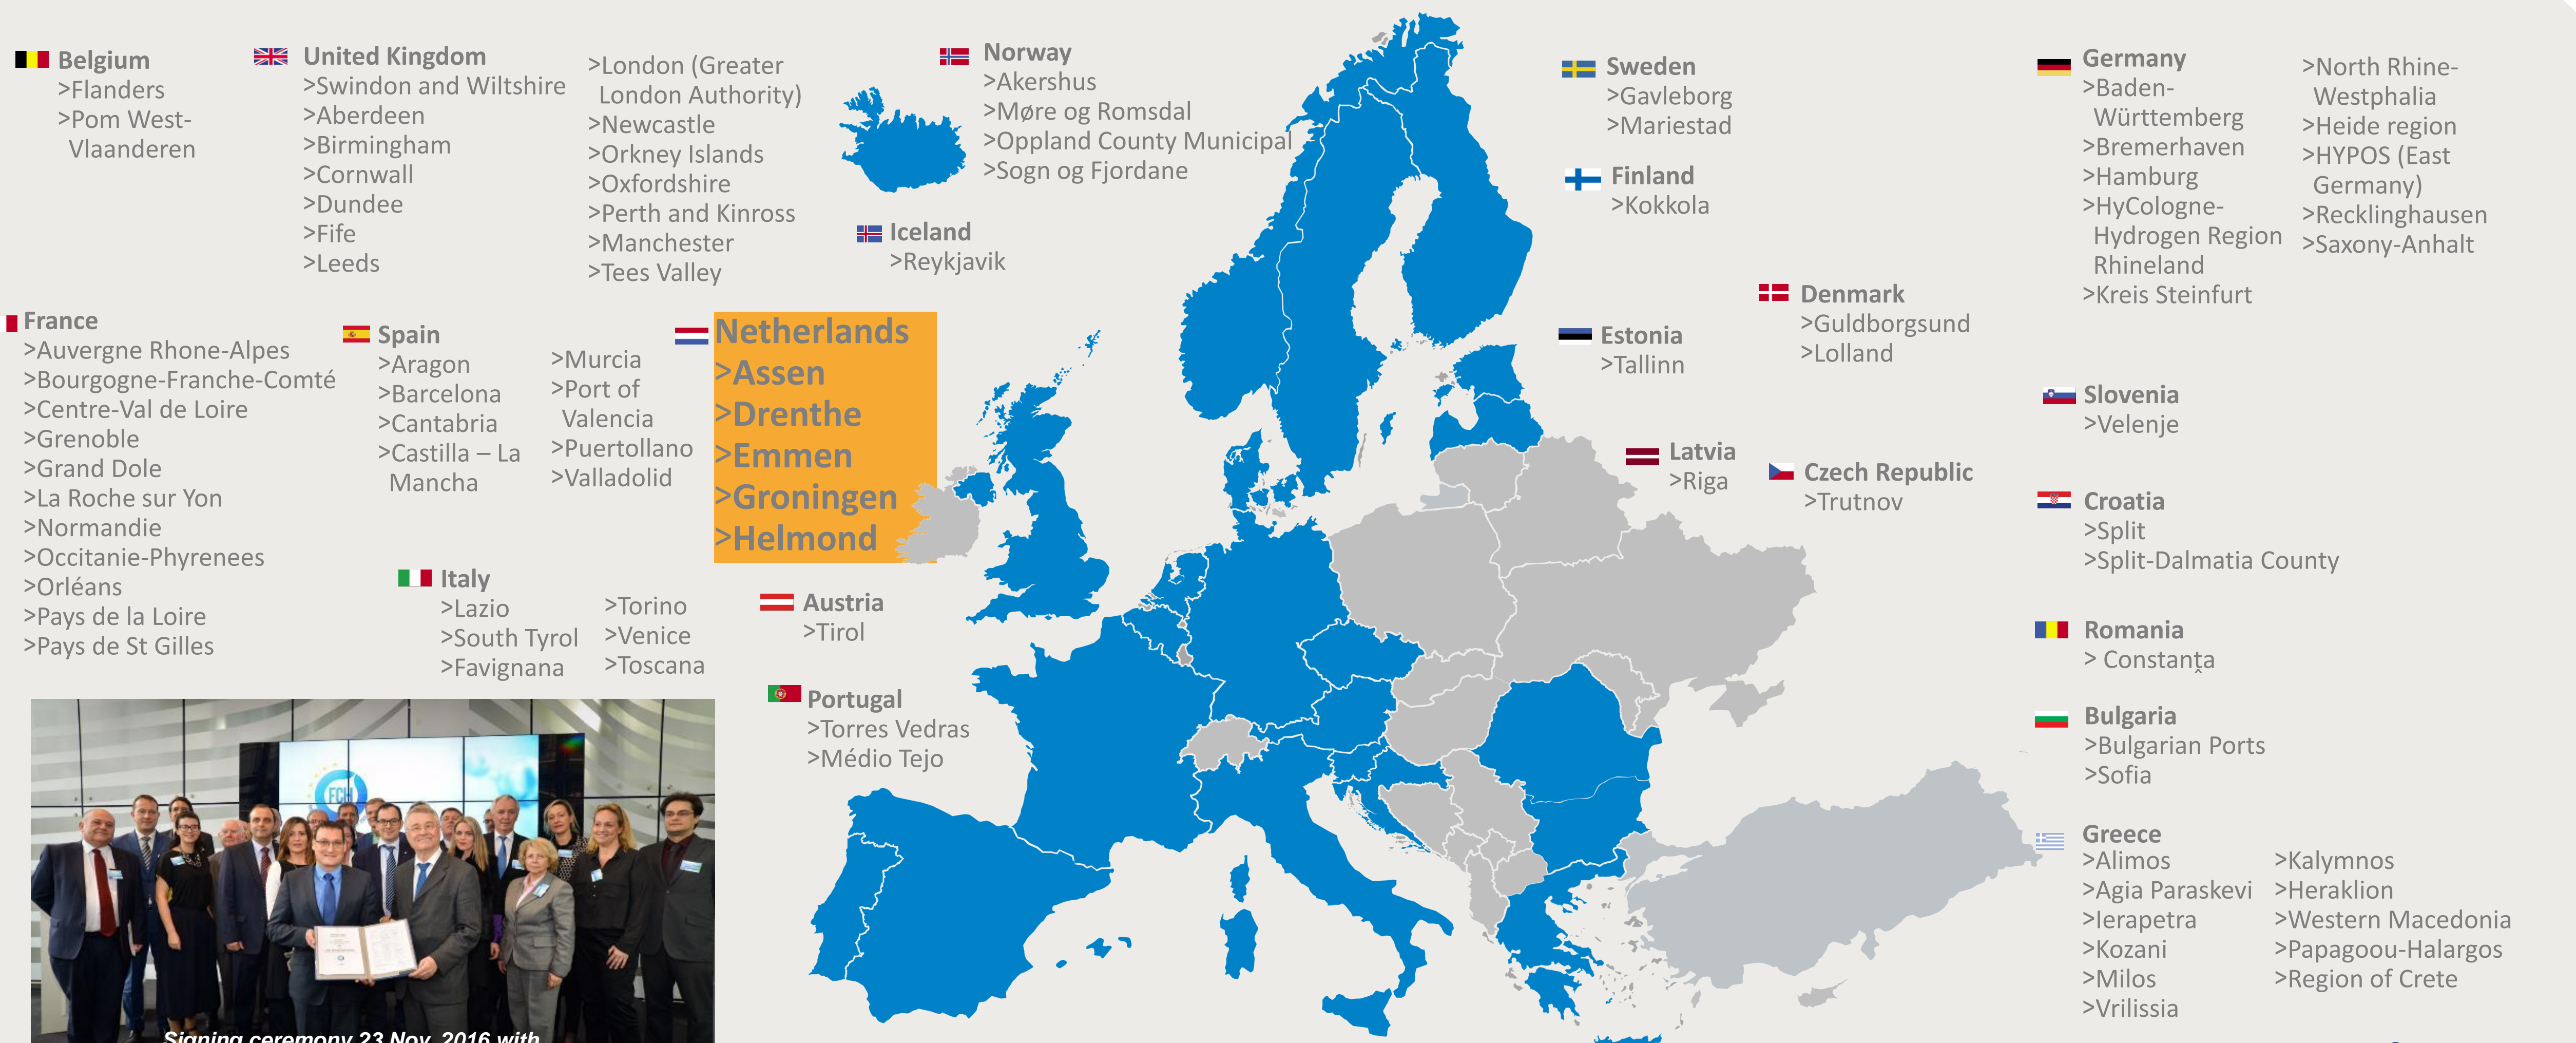 Belgium
>Flanders
>Pom West-
Vlaanderen
United Kingdom
>Swindon and Wiltshire
>Aberdeen
>Birmingham
>Cornwall
>Dundee
>Fife
>Leeds
>London (Greater
London Authority)
>Newcastle
>Orkney Islands
>Oxfordshire
>Perth and Kinross
>Manchester
>Tees Valley
Norway
>Akershus
>Møre og Romsdal
>Oppland County Municipal
>Sogn og Fjordane
Iceland
>Reykjavik
Sweden
>Gavleborg
>Mariestad
Finland
>Kokkola
Germany
>Baden-
Württemberg
>Bremerhaven
>Hamburg
>HyCologne-
Hydrogen Region
Rhineland
>Kreis Steinfurt
>North Rhine-
Westphalia
>Heide region
>HYPOS (East
Germany)
>Recklinghausen
>Saxony-Anhalt
France
>Auvergne Rhone-Alpes
>Bourgogne-Franche-Comté
>Centre-Val de Loire
>Grenoble
>Grand Dole
>La Roche sur Yon
>Normandie
>Occitanie-Phyrenees
>Orléans
>Pays de la Loire
>Pays de St Gilles
Spain
>Aragon
>Barcelona
>Cantabria
>Castilla – La
Mancha
>Murcia
>Port of
Valencia
>Puertollano
>Valladolid
Netherlands
>Assen
>Drenthe
>Emmen
>Groningen
>Helmond
Estonia
>Tallinn
Denmark
>Guldborgsund
>Lolland
Latvia
>Riga
Czech Republic
>Trutnov
Slovenia
>Velenje
Croatia
>Split
>Split-Dalmatia County
Italy
>Lazio
>South Tyrol
>Favignana
>Torino
>Venice
>Toscana
Austria
>Tirol
Portugal
>Torres Vedras
>Médio Tejo
Romania
> Constanța
Bulgaria
>Bulgarian Ports
>Sofia
Greece
>Alimos
>Agia Paraskevi
>Ierapetra
>Kozani
>Milos
>Vrilissia
>Kalymnos
>Heraklion
>Western Macedonia
>Papagoou-Halargos
>Region of Crete
FCH
Signing ceremony 23 Nov. 2016 with